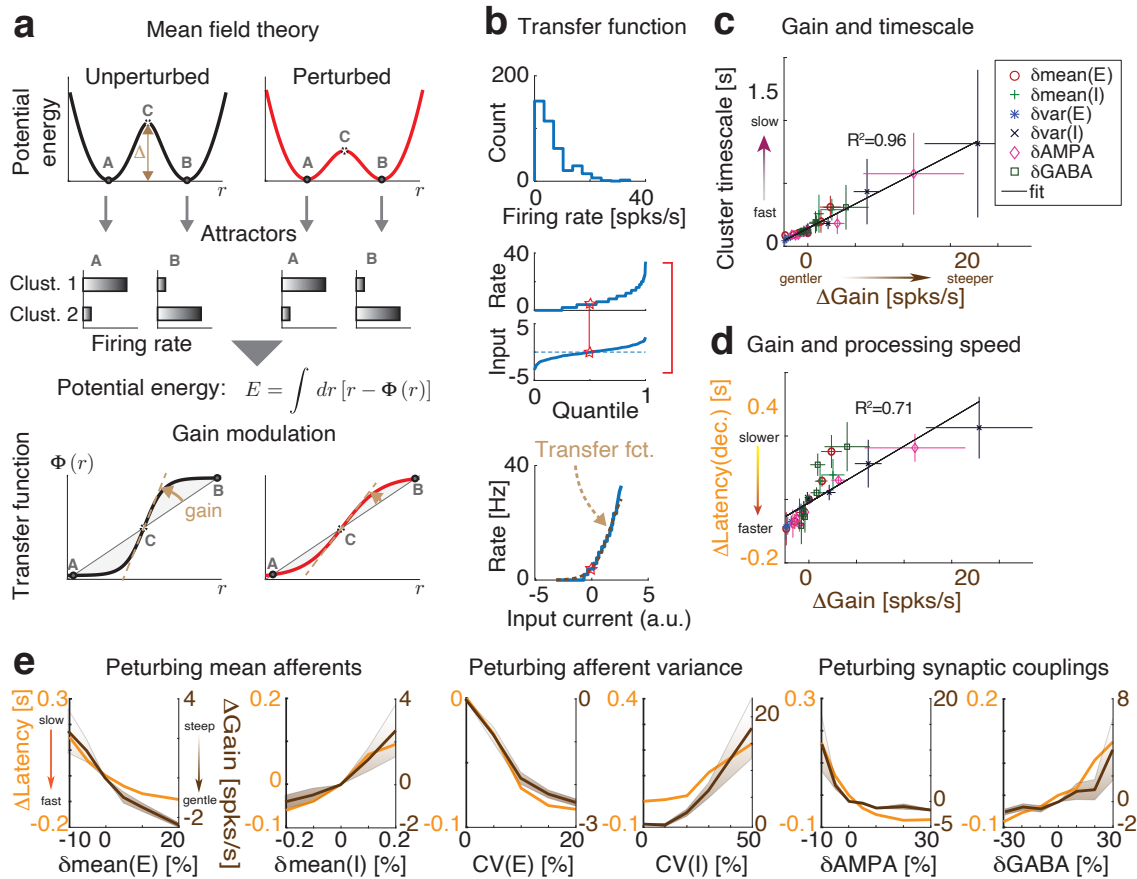 a
Mean field theory
Unperturbed
Perturbed
Potential
energy
C
Δ
A
B
r
C
A
B
r
Attractors
A
B
A
B
Clust. 1
Clust. 2
Firing rate
Potential energy: E = ∫ dr [r − Φ (r)]
Gain modulation
Transfer function
Φ (r)
B
gain
C
A
r
B
C
A
r
b
Transfer function
200
Count
0
0
40
Firing rate [spks/s]
Rate
40
0
Input
5
-5
0
1
Quantile
Transfer fct.
40
Rate [Hz]
0
-5
0
5
Input current (a.u.)
c
Gain and timescale
Cluster timescale [s]
1.5
slow
fast
0
R²=0.96
δmean(E)
δmean(I)
δvar(E)
δvar(I)
δAMPA
δGABA
fit
0
20
gentler
steeper
ΔGain [spks/s]
d
Gain and processing speed
ΔLatency(dec.) [s]
0.4
slower
faster
-0.2
R²=0.71
0
20
ΔGain [spks/s]
e
Peturbing mean afferents
Peturbing afferent variance
Peturbing synaptic couplings
ΔLatency [s]
0.3
slow
fast
-0.2
4
steep
gentle
-2
-10
0
20
δmean(E) [%]
ΔGain [spks/s]
0.2
0
-0.1
4
0
-2
-0.2
0
0.2
δmean(I) [%]
0
-0.1
0
-3
0
20
CV(E) [%]
0.4
-0.1
20
0
0
50
CV(I) [%]
0.3
-0.1
20
0
-5
-10
0
30
δAMPA [%]
0.2
-0.1
8
0
-2
-30
0
30
δGABA [%]